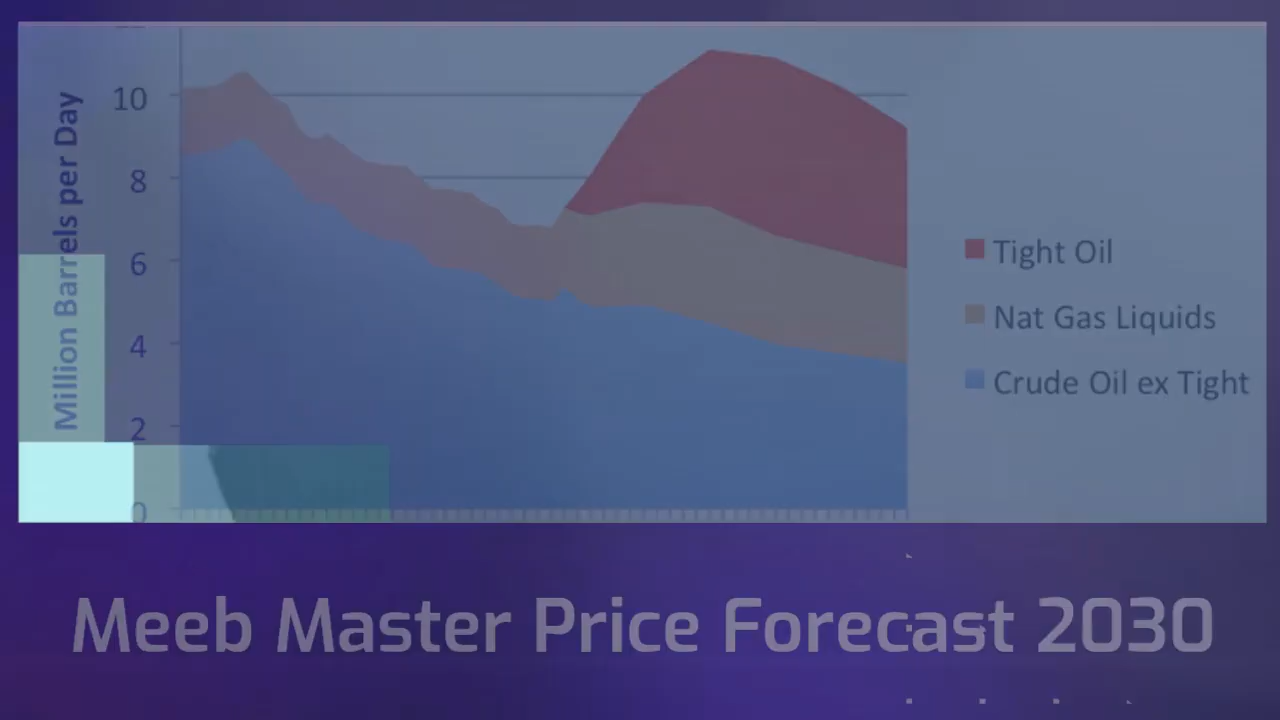 Million Barrels per Day
10
8
6
4
2
0
Tight Oil
Nat Gas Liquids
Crude Oil ex Tight
Meeb Master Price Forecast 2030